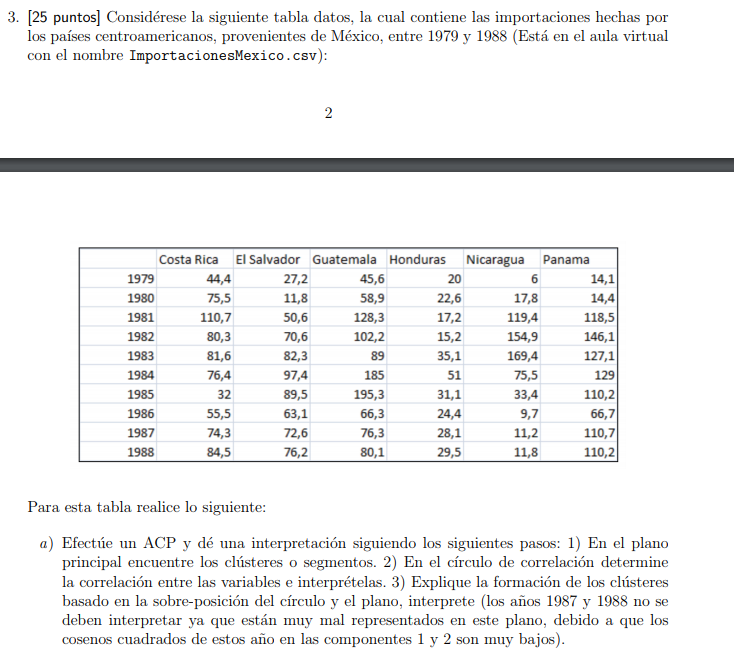 3. [25 puntos] Considérese la siguiente tabla datos, la cual contiene las importaciones hechas por
los países centroamericanos, provenientes de México, entre 1979 y 1988 (Está en el aula virtual
con el nombre ImportacionesMexico.csv):
2
Costa Rica El Salvador Guatemala Honduras Nicaragua Panama
1979 44,4 27,2 45,6 20 6 14,1
1980 75,5 11,8 58,9 22,6 17,8 14,4
1981 110,7 50,6 128,3 17,2 119,4 118,5
1982 80,3 70,6 102,2 15,2 154,9 146,1
1983 81,6 82,3 89 35,1 169,4 127,1
1984 76,4 97,4 185 51 75,5 129
1985 32 89,5 195,3 31,1 33,4 110,2
1986 55,5 63,1 66,3 24,4 9,7 66,7
1987 74,3 72,6 76,3 28,1 11,2 110,7
1988 84,5 76,2 80,1 29,5 11,8 110,2
Para esta tabla realice lo siguiente:
a) Efectúe un ACP y dé una interpretación siguiendo los siguientes pasos: 1) En el plano
principal encuentre los clústeres o segmentos. 2) En el círculo de correlación determine
la correlación entre las variables e interprételas. 3) Explique la formación de los clústeres
basado en la sobre-posición del círculo y el plano, interprete (los años 1987 y 1988 no se
deben interpretar ya que están muy mal representados en este plano, debido a que los
cosenos cuadrados de estos año en las componentes 1 y 2 son muy bajos).